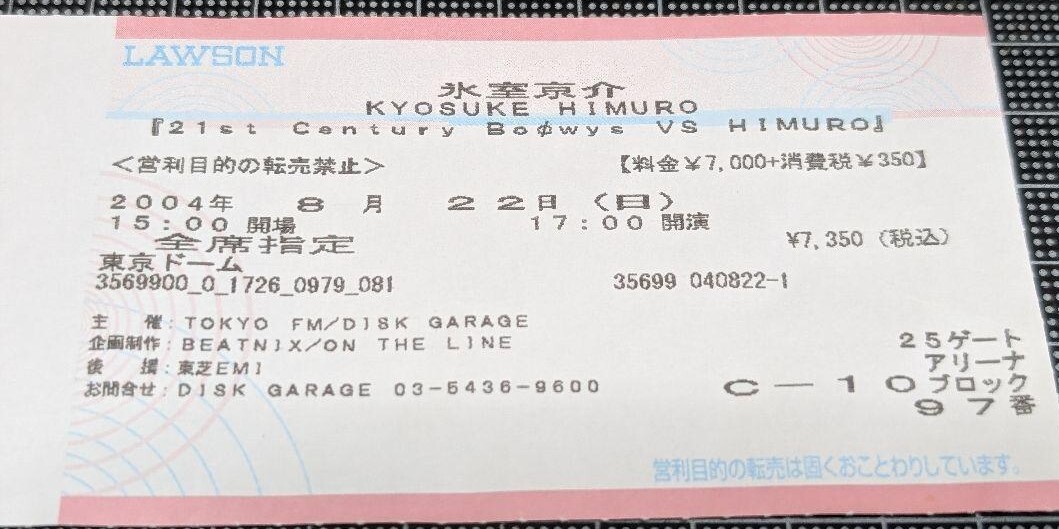 LAWSON
氷室京介
KYOSUKE HIMURO
『21st Century Boφwys VS HIMURO』
<営利目的の転売禁止> 【料金¥7,000+消費税¥350】
2004年 8月 22日 (日)
15:00 開場 17:00 開演
全席指定 ¥7,350 (税込)
東京ドーム
3569900_0_1726_0979_081 35699 040822-1
主 催:TOKYO FM/DISK GARAGE
企画制作:BEATNIX/ON THE LINE
後 援:東芝EMI
お問合せ:DISK GARAGE 03-5436-9600
25ゲート
アリーナ
C-10ブロック
97番
営利目的の転売は固くおことわりしています。